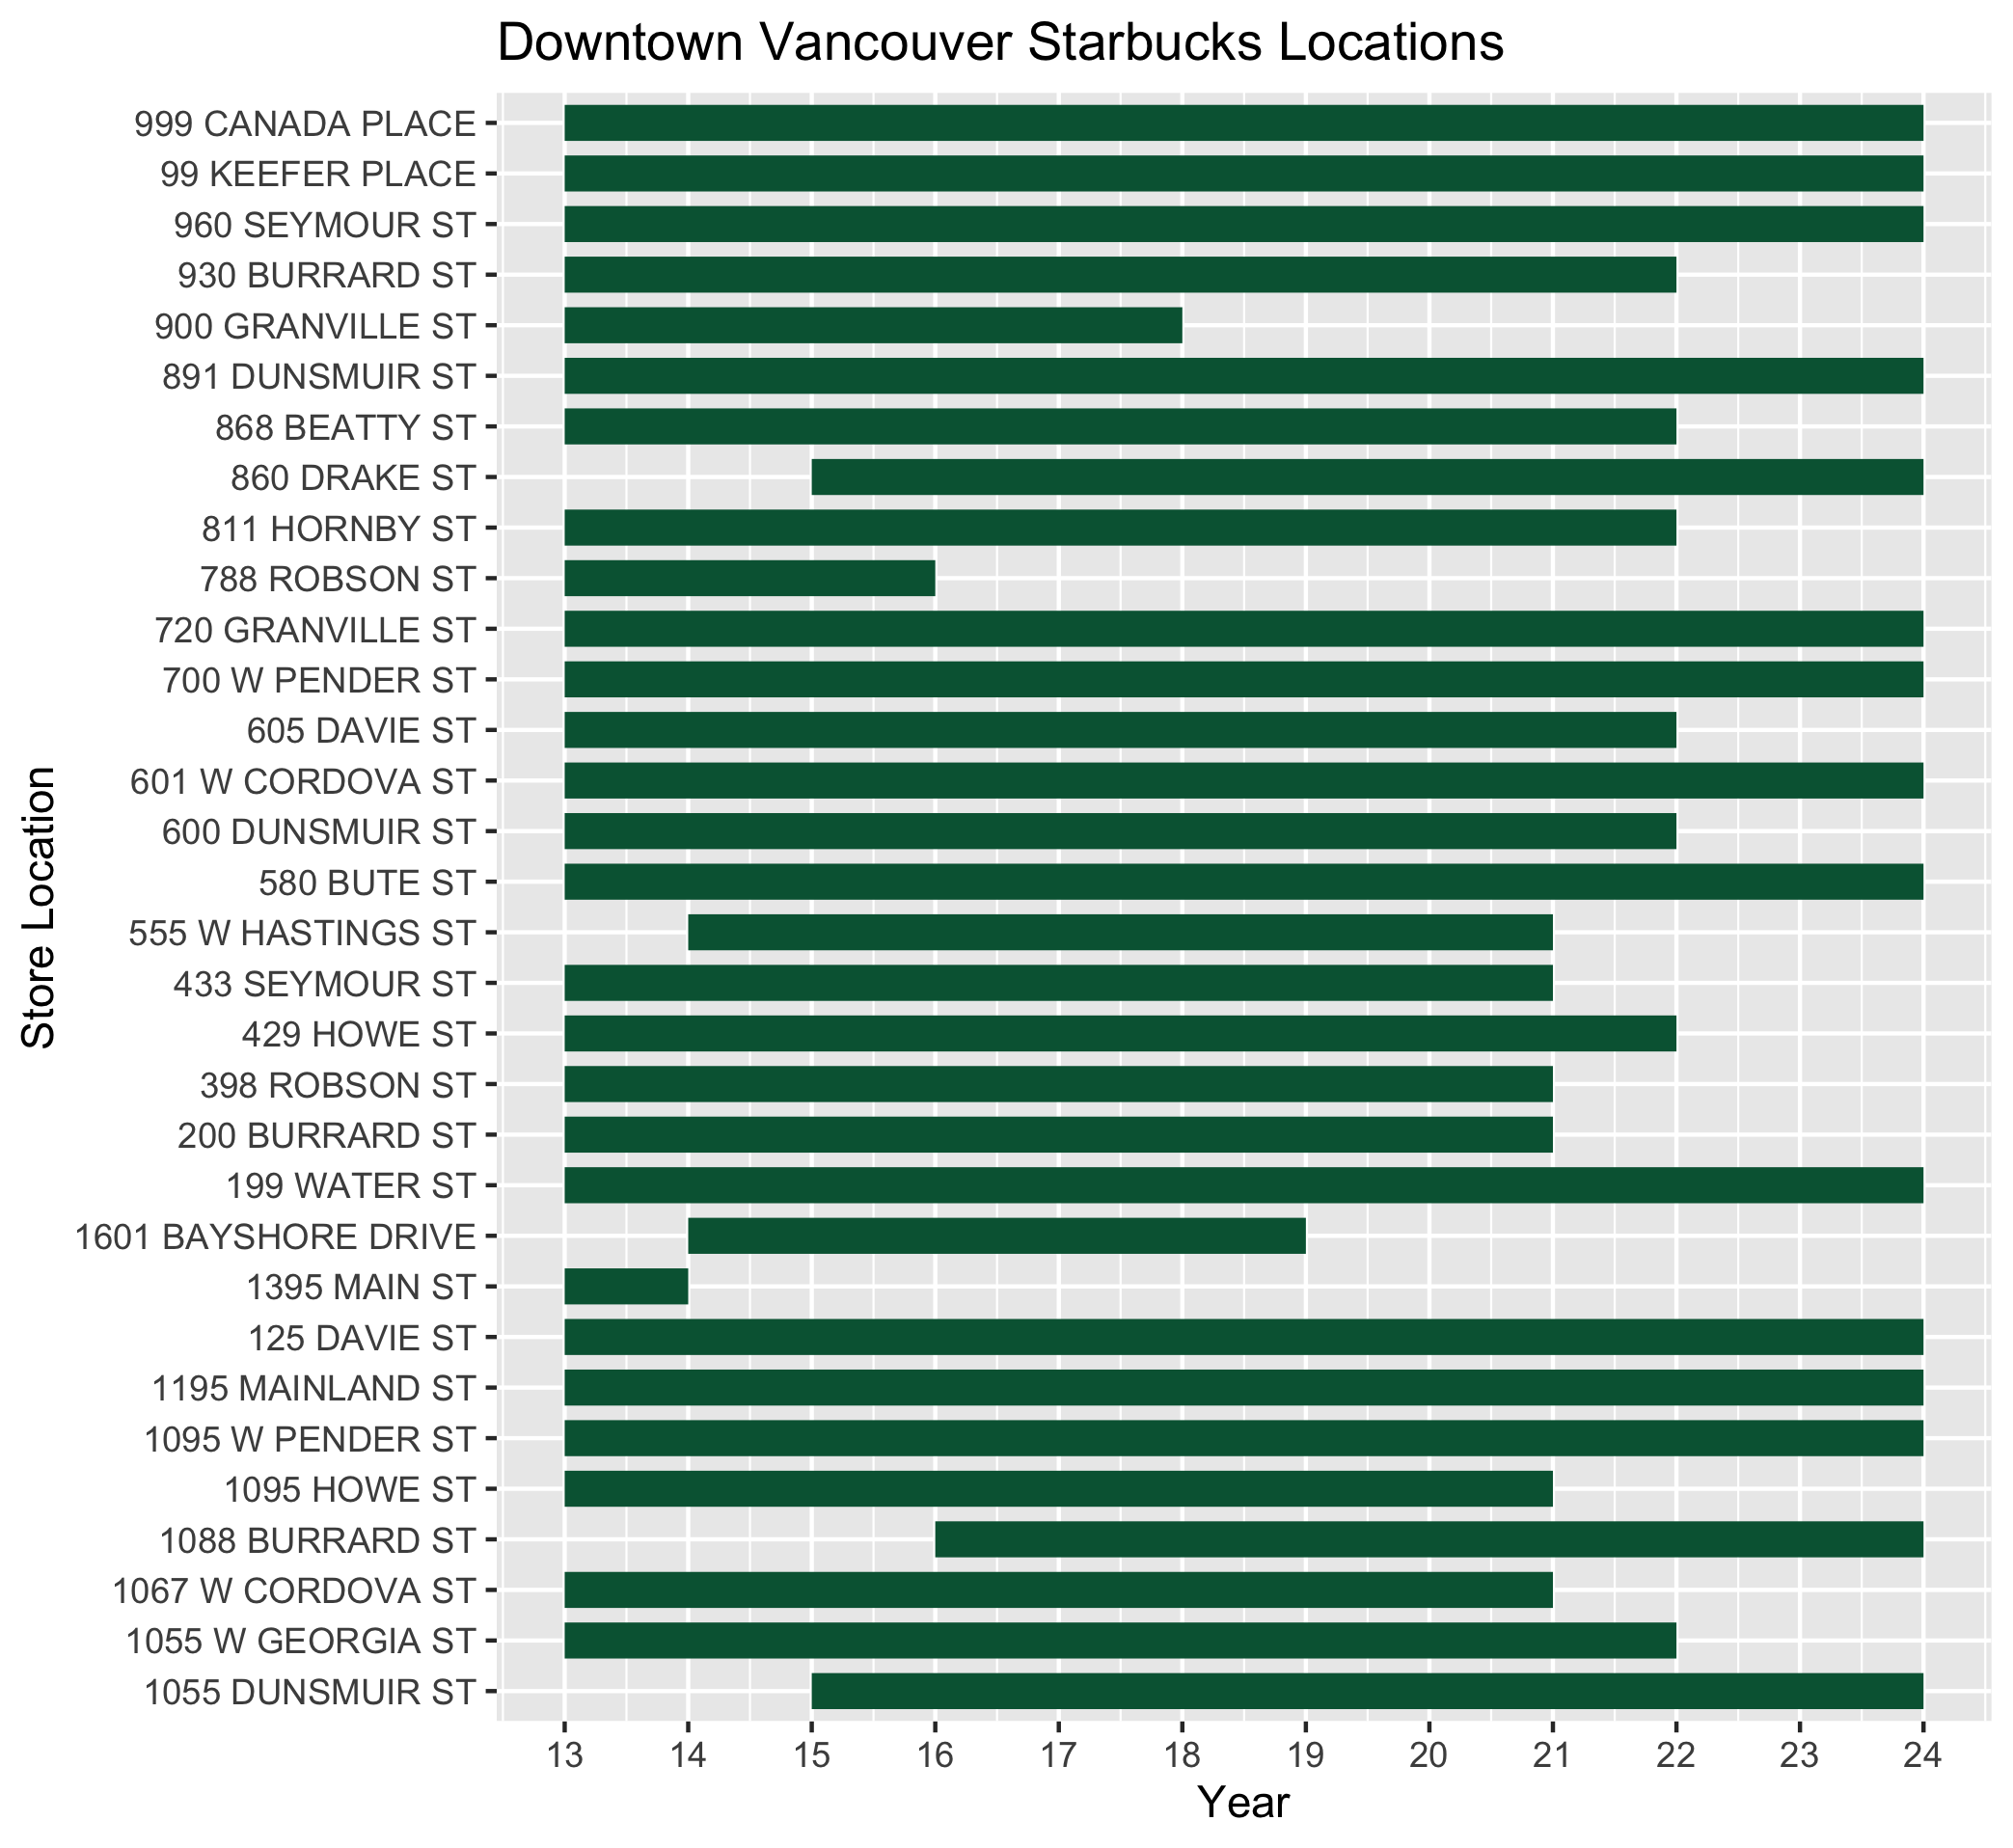 Downtown Vancouver Starbucks Locations
Store Location
999 CANADA PLACE
99 KEEFER PLACE
960 SEYMOUR ST
930 BURRARD ST
900 GRANVILLE ST
891 DUNSMUIR ST
868 BEATTY ST
860 DRAKE ST
811 HORNBY ST
788 ROBSON ST
720 GRANVILLE ST
700 W PENDER ST
605 DAVIE ST
601 W CORDOVA ST
600 DUNSMUIR ST
580 BUTE ST
555 W HASTINGS ST
433 SEYMOUR ST
429 HOWE ST
398 ROBSON ST
200 BURRARD ST
199 WATER ST
1601 BAYSHORE DRIVE
1395 MAIN ST
125 DAVIE ST
1195 MAINLAND ST
1095 W PENDER ST
1095 HOWE ST
1088 BURRARD ST
1067 W CORDOVA ST
1055 W GEORGIA ST
1055 DUNSMUIR ST
13 14 15 16 17 18 19 20 21 22 23 24
Year